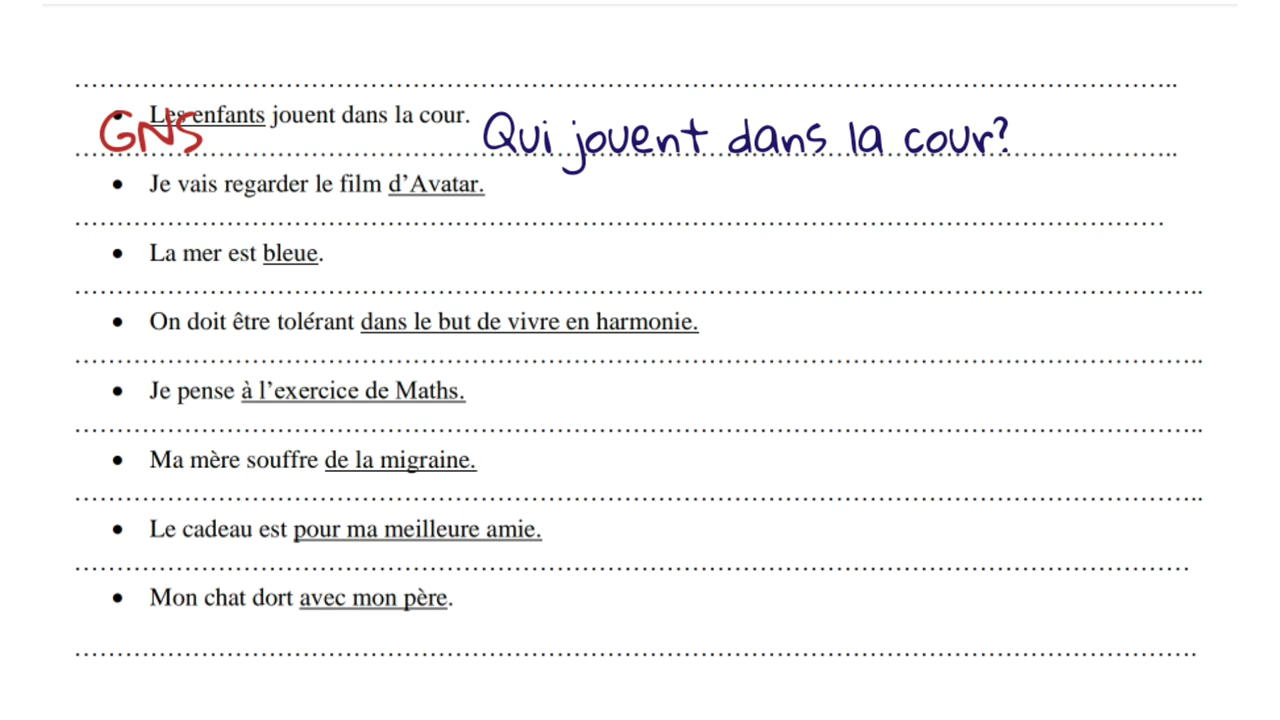 • Les enfants jouent dans la cour.
GNS Qui jouent dans la cour?
• Je vais regarder le film d’Avatar.
• La mer est bleue.
• On doit être tolérant dans le but de vivre en harmonie.
• Je pense à l’exercice de Maths.
• Ma mère souffre de la migraine.
• Le cadeau est pour ma meilleure amie.
• Mon chat dort avec mon père.